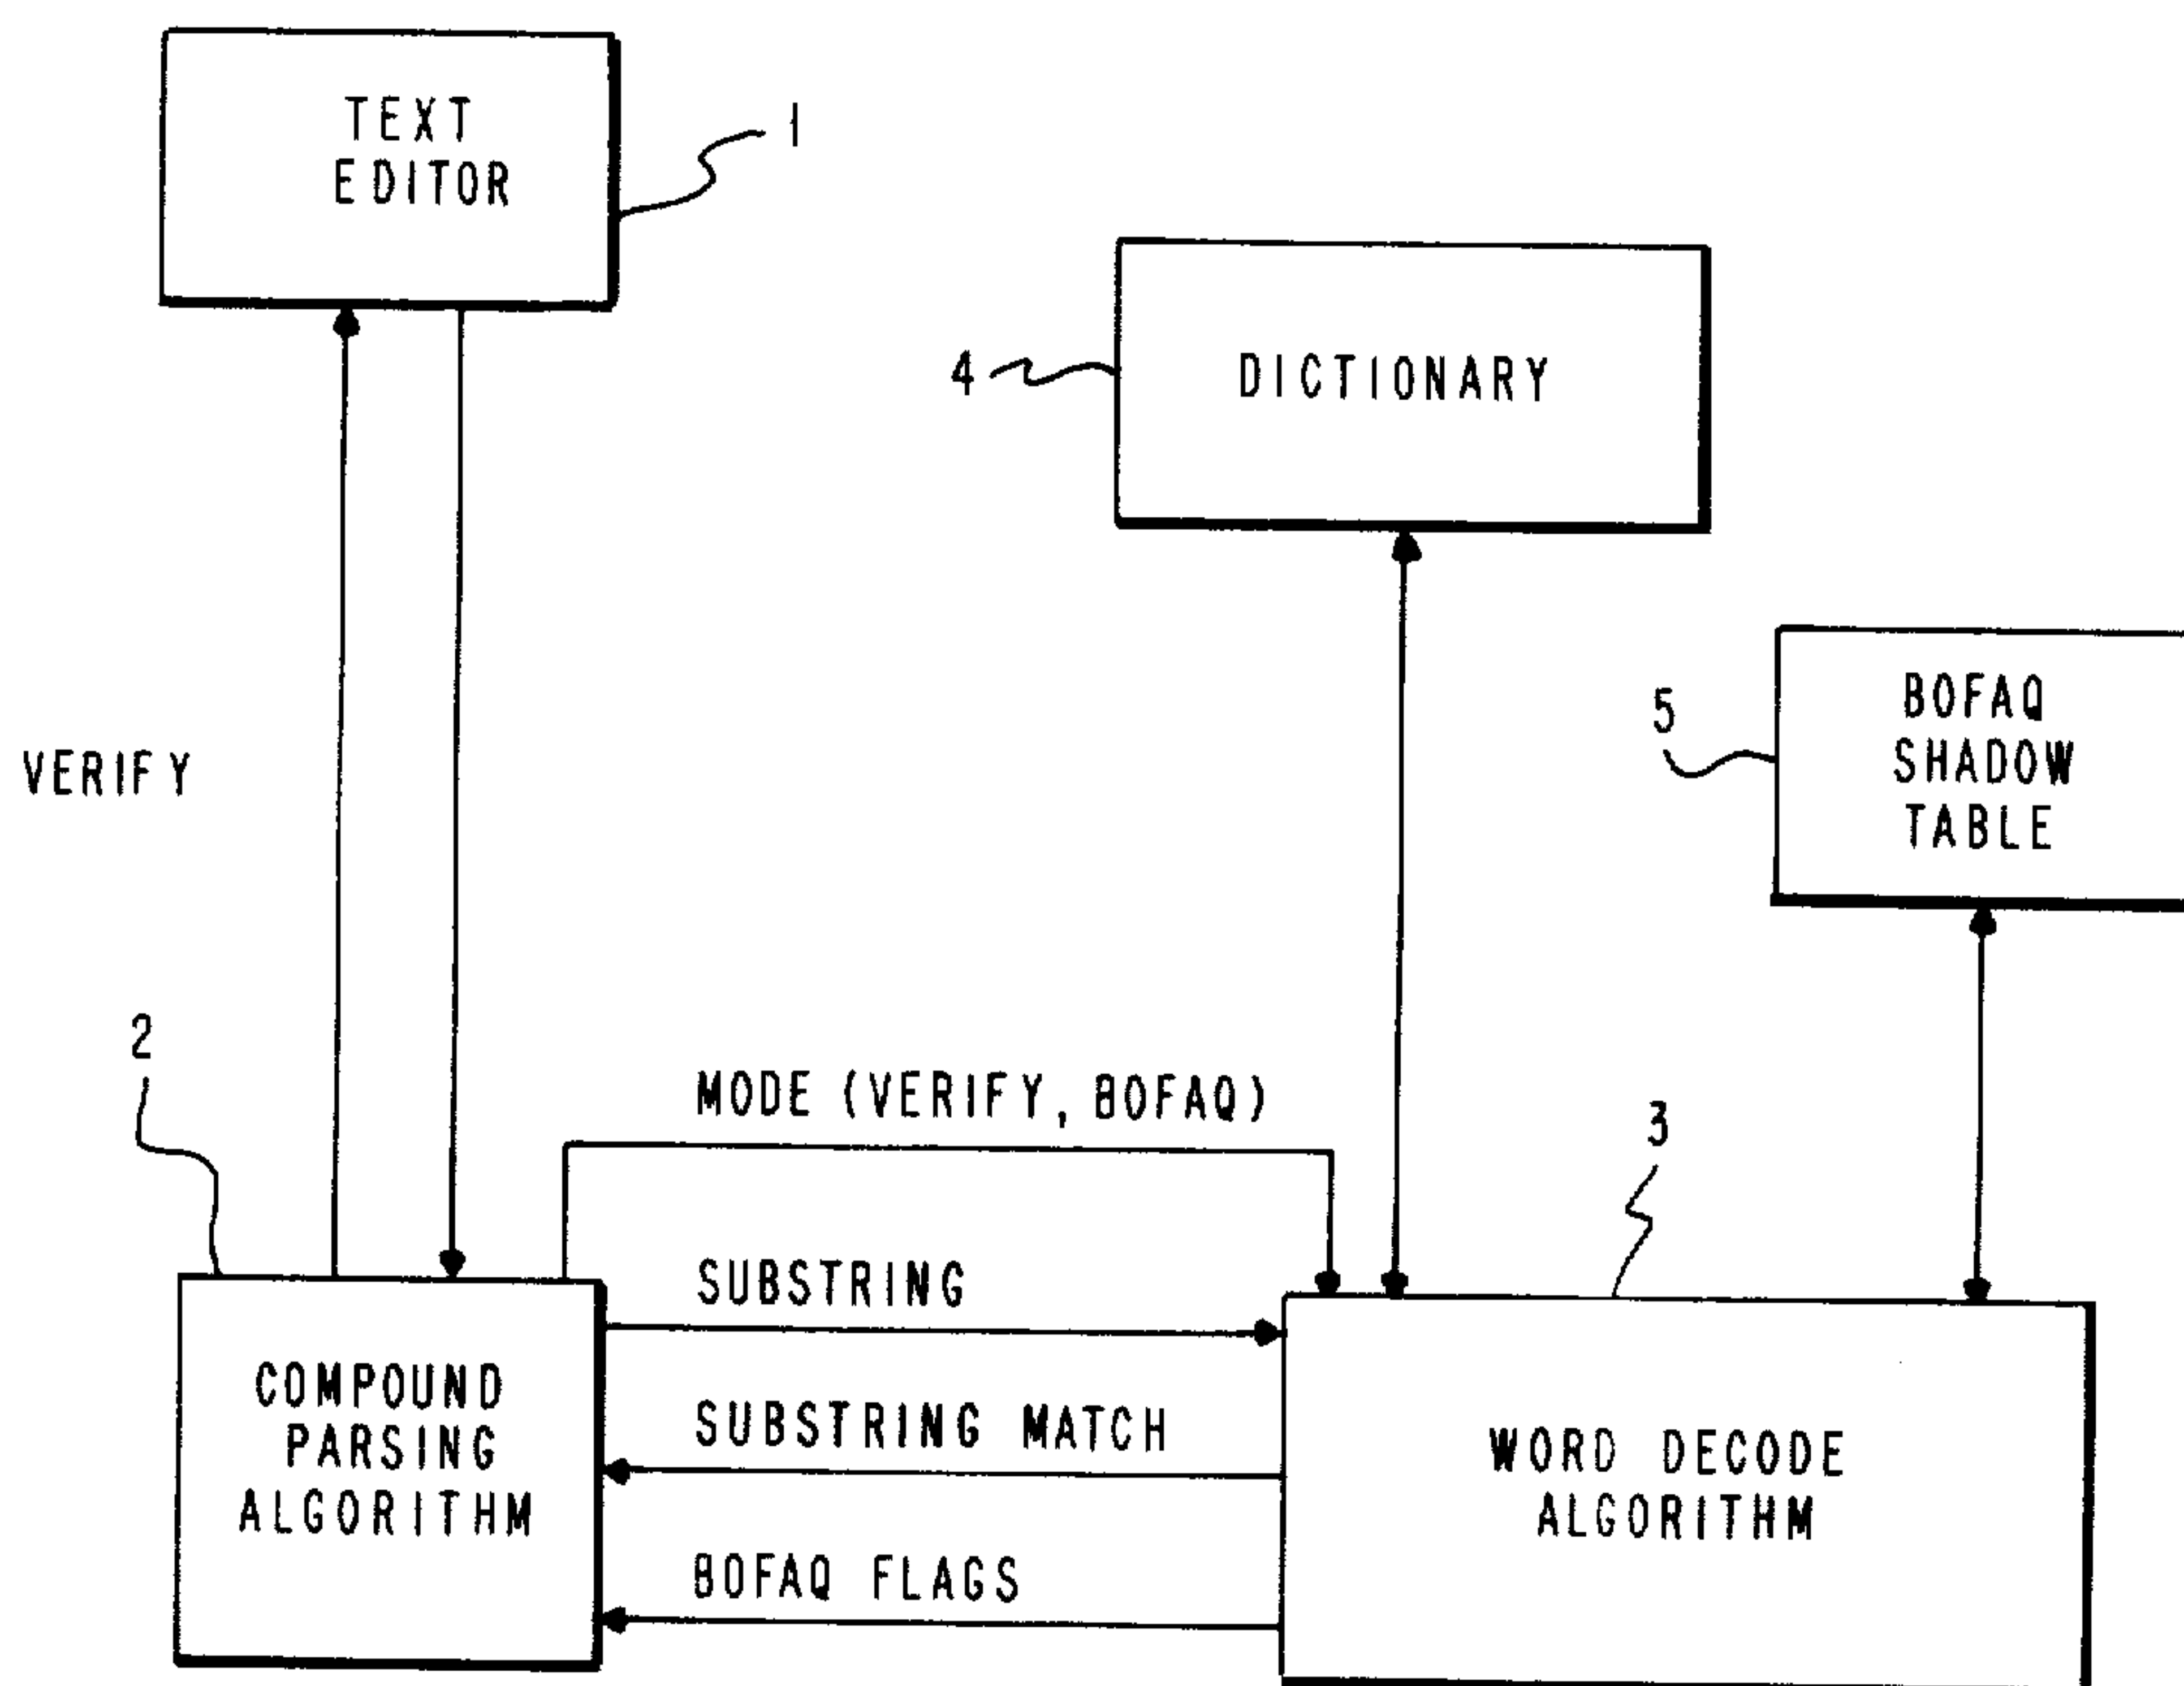 TEXT
EDITOR
1
DICTIONARY
4
BOFAQ
SHADOW
TABLE
5
VERIFY
2
MODE (VERIFY, BOFAQ)
3
SUBSTRING
COMPOUND
PARSING
ALGORITHM
SUBSTRING MATCH
WORD DECODE
ALGORITHM
BOFAQ FLAGS